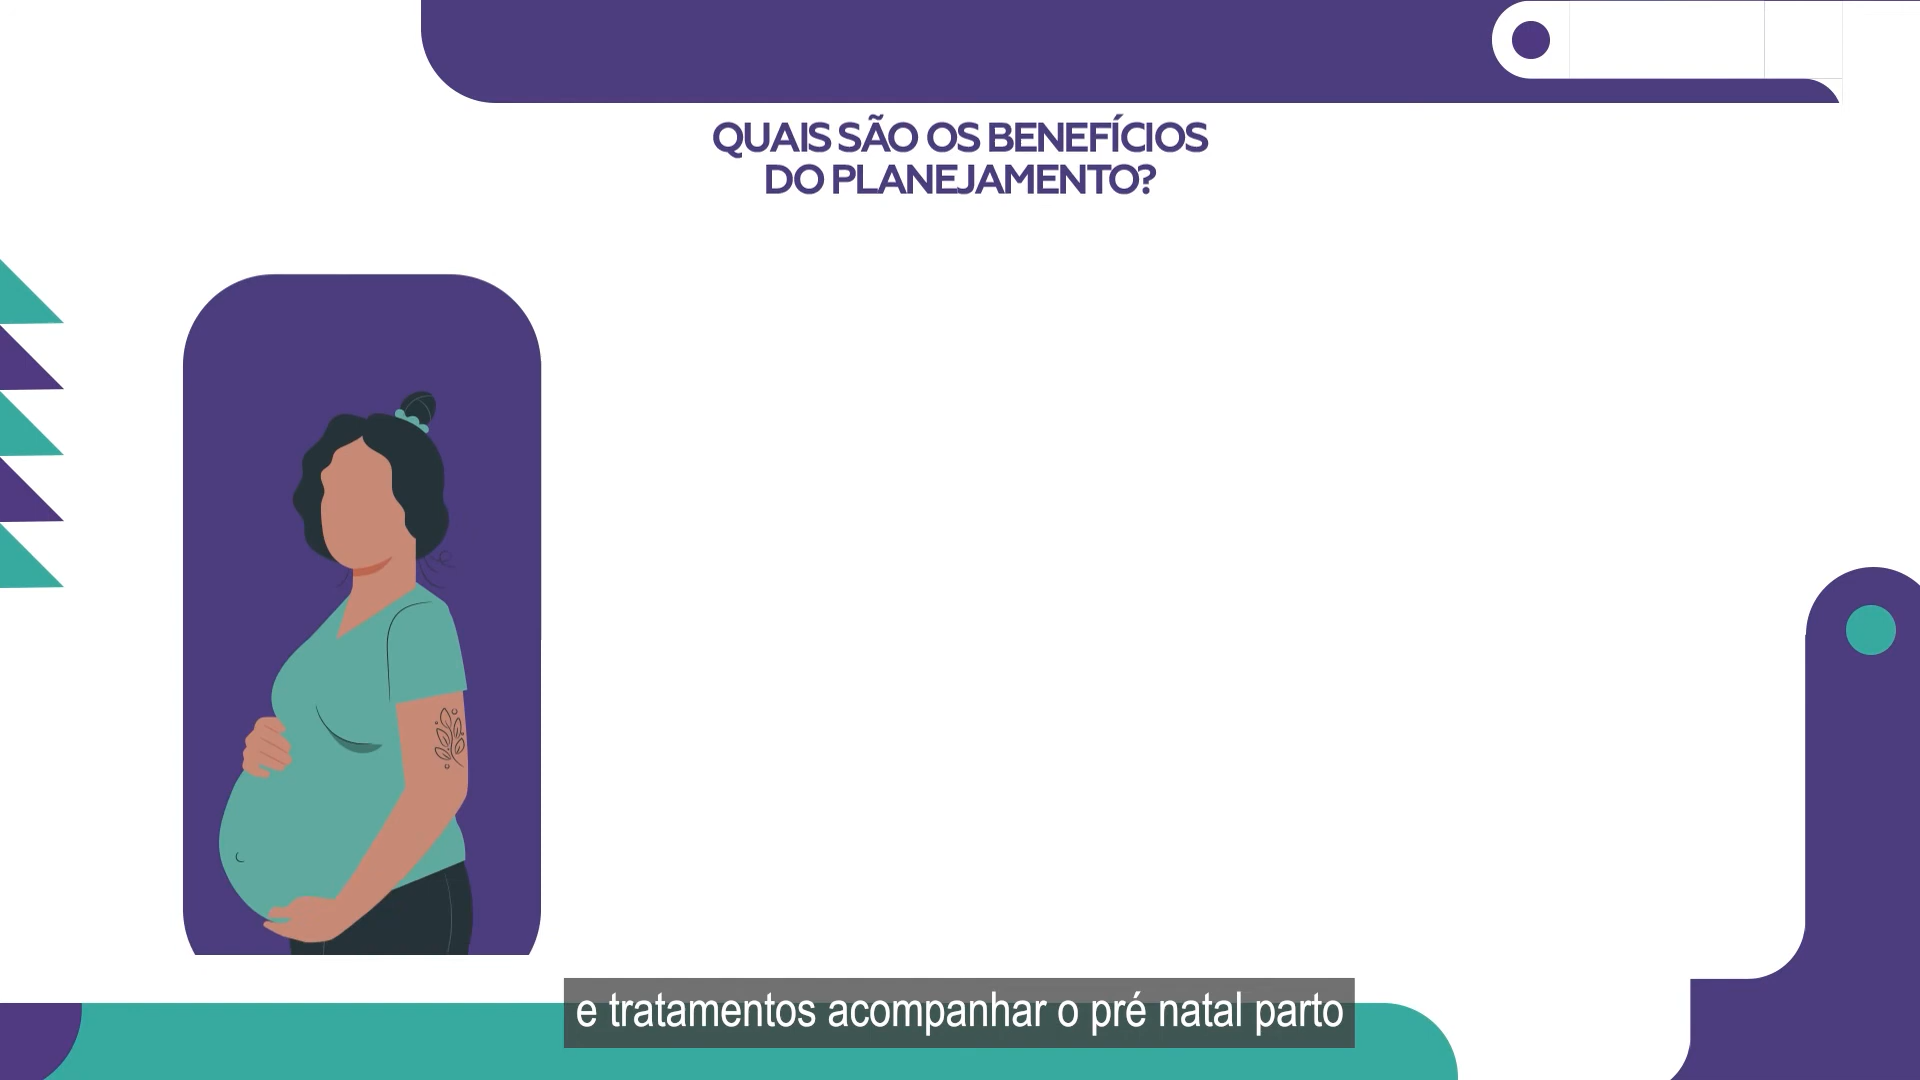 QUAIS SÃO OS BENEFÍCIOS
DO PLANEJAMENTO?
e tratamentos acompanhar o pré natal parto